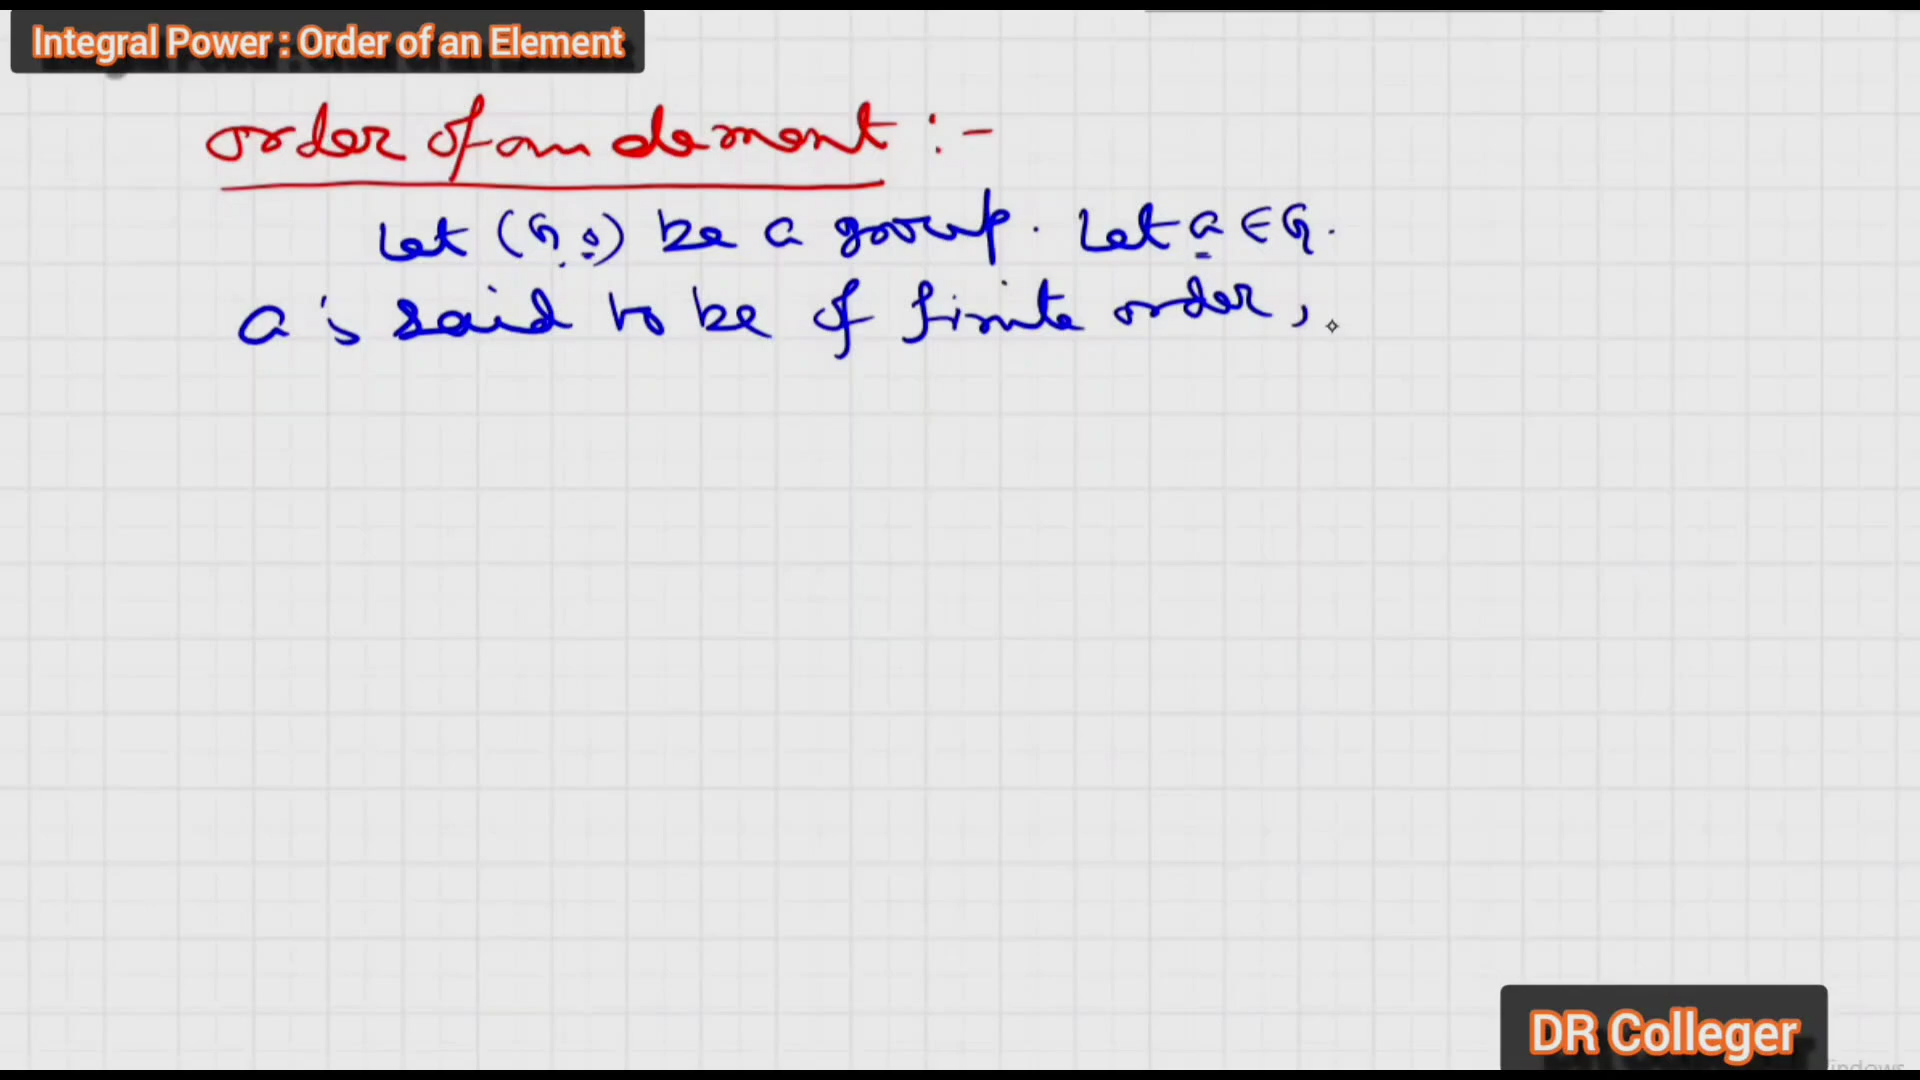 Integral Power : Order of an Element
order of an element :-
Let (G, o) be a group. Let a ∈ G.
a is said to be of finite order,
DR Colleger